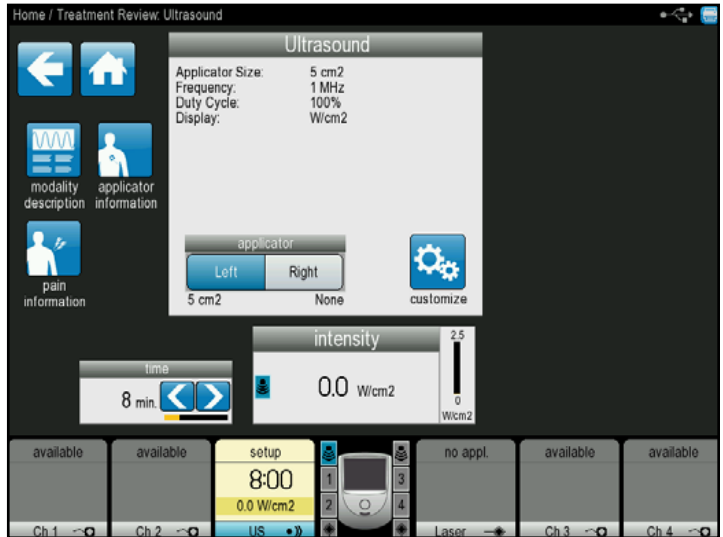 Home / Treatment Review: Ultrasound
Ultrasound
Applicator Size: 5 cm2
Frequency: 1 MHz
Duty Cycle: 100%
Display: W/cm2
modality description
applicator information
pain information
applicator
Left Right
5 cm2 None
customize
time
8 min.
intensity
0.0 W/cm2
2.5
0
W/cm2
available available setup no appl. available available
8:00
0.0 W/cm2
1 3
2 4
Ch 1 Ch 2 US Laser Ch 3 Ch 4